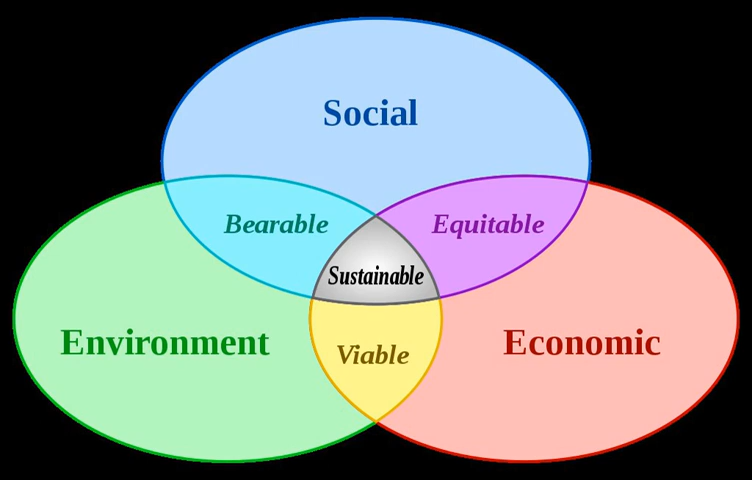 Social
Bearable
Equitable
Sustainable
Environment
Viable
Economic